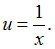 u = 1/x.